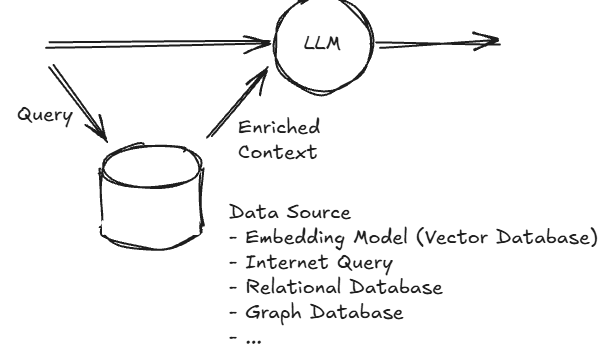 LLM
Query
Enriched
Context
Data Source
- Embedding Model (Vector Database)
- Internet Query
- Relational Database
- Graph Database
- ...